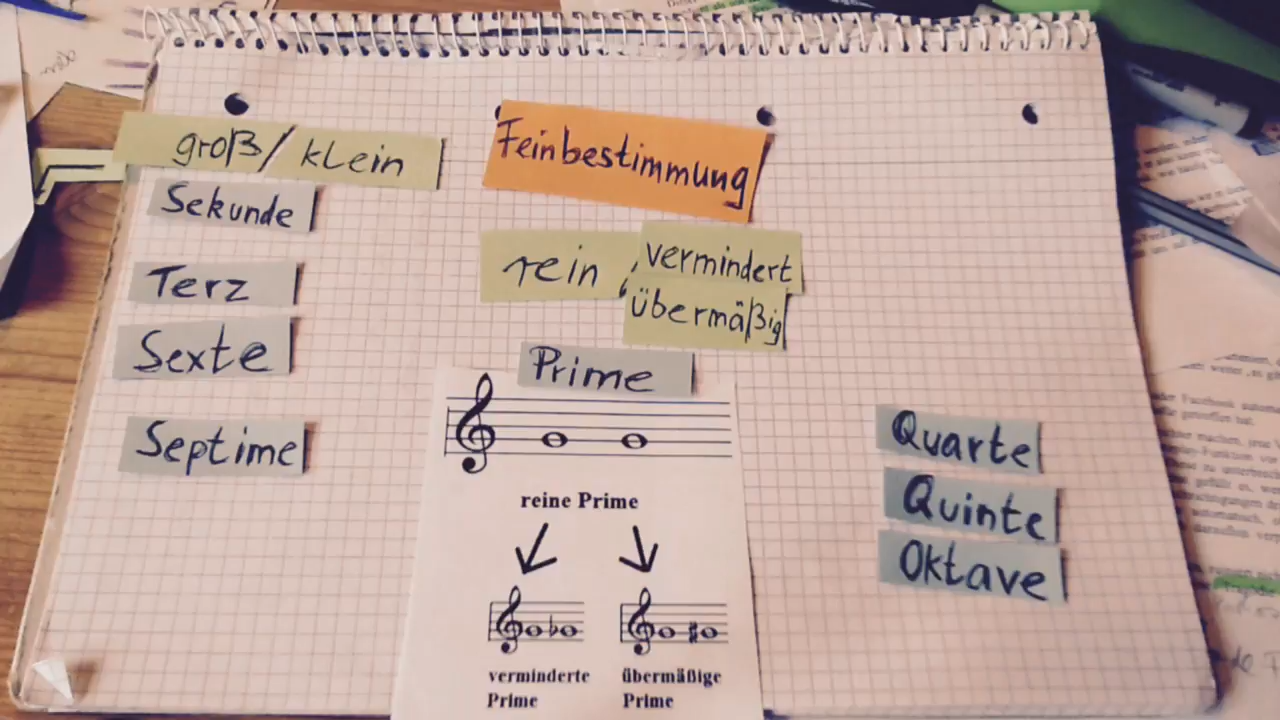 groß/klein
Sekunde
Terz
Sexte
Septime
Feinbestimmung
rein, vermindert
übermäßig
Prime
reine Prime
verminderte
Prime
übermäßige
Prime
Quarte
Quinte
Oktave